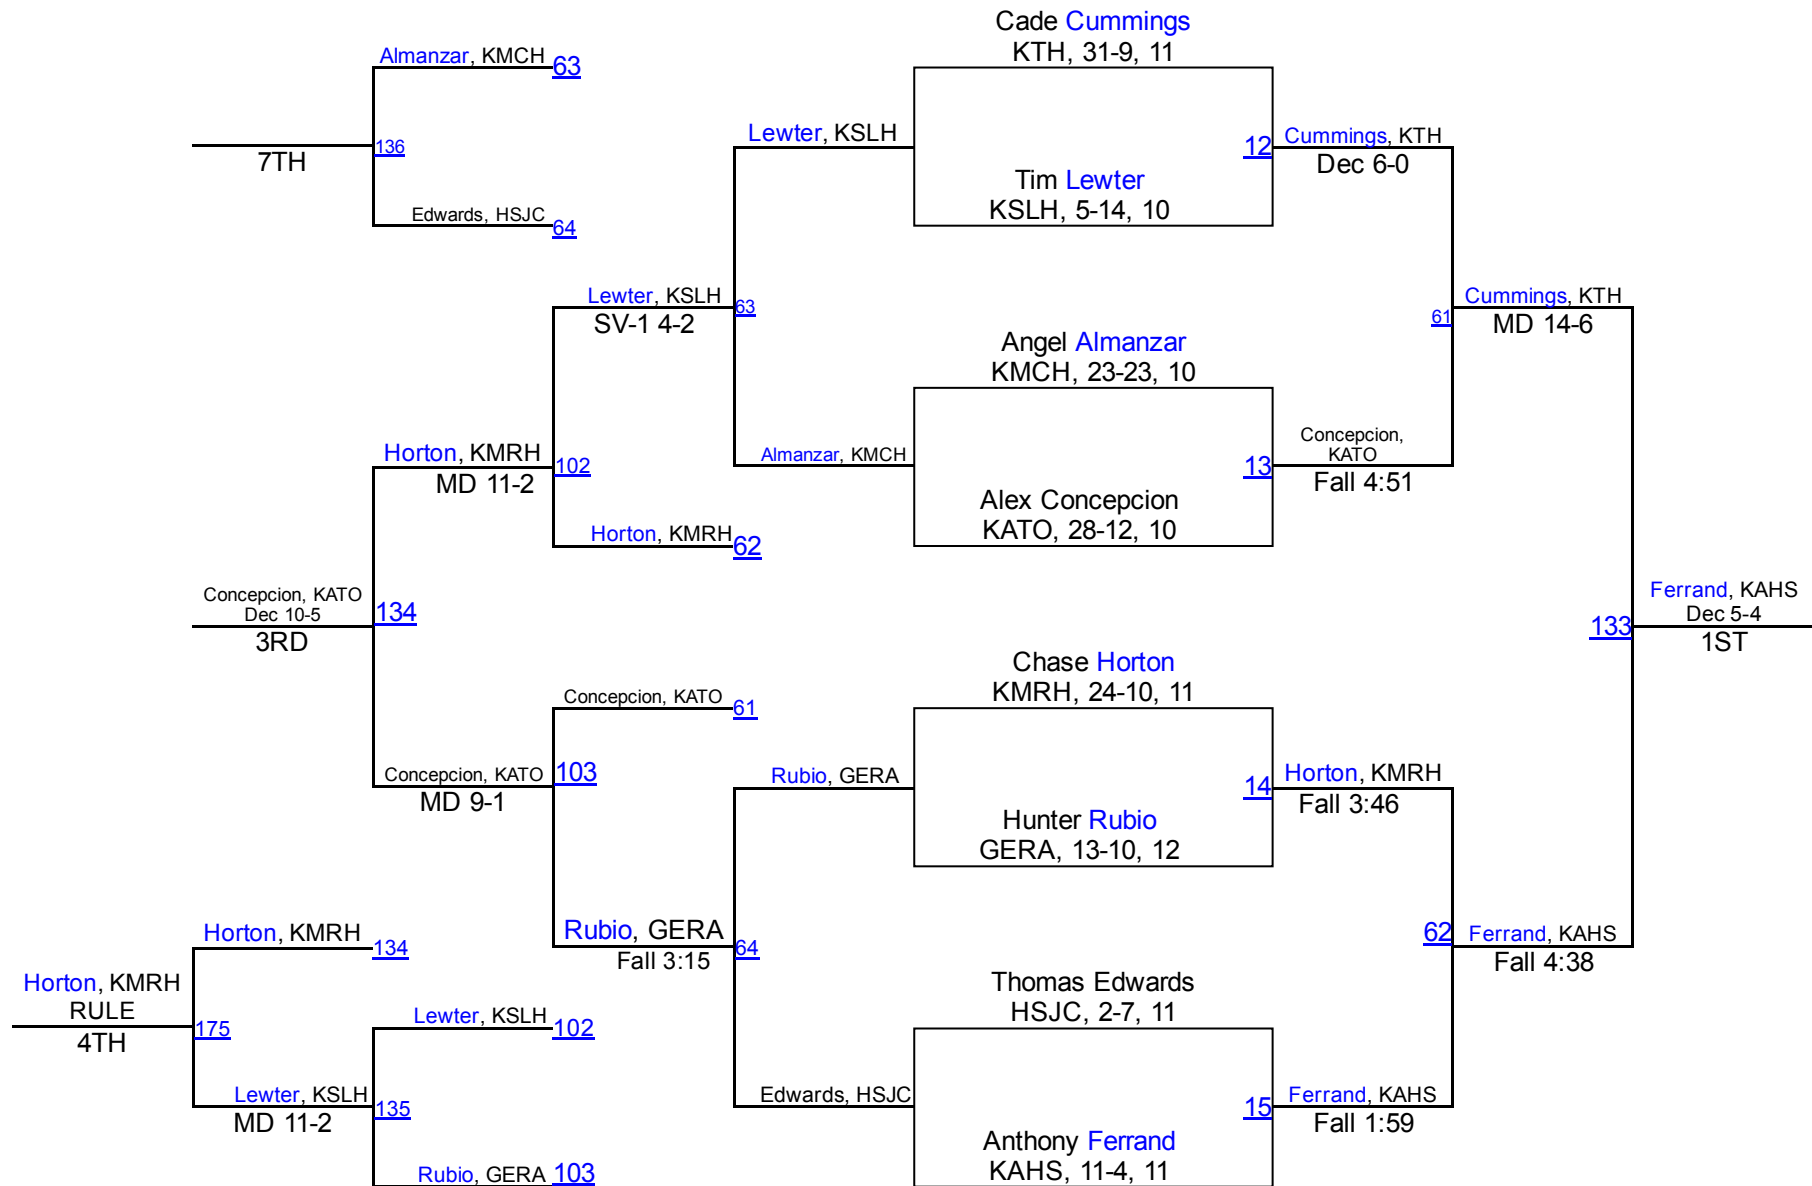 Cade Cummings
KTH, 31-9, 11
Almanzar, KMCH 63
Lewter, KSLH
12 Cummings, KTH
Dec 6-0
136
7TH
Tim Lewter
KSLH, 5-14, 10
Edwards, HSJC 64
Lewter, KSLH
SV-1 4-2
63
61
Cummings, KTH
MD 14-6
Angel Almanzar
KMCH, 23-23, 10
Horton, KMRH
MD 11-2
102
Almanzar, KMCH
13
Concepcion,
KATO
Fall 4:51
Alex Concepcion
KATO, 28-12, 10
Horton, KMRH 62
Concepcion, KATO
Dec 10-5
3RD
134
133
Ferrand, KAHS
Dec 5-4
1ST
Chase Horton
KMRH, 24-10, 11
Concepcion, KATO 61
Concepcion, KATO
MD 9-1
103
Rubio, GERA
14 Horton, KMRH
Fall 3:46
Hunter Rubio
GERA, 13-10, 12
Rubio, GERA
Fall 3:15
64
62
Ferrand, KAHS
Fall 4:38
Horton, KMRH 134
Horton, KMRH
RULE
4TH
175
Thomas Edwards
HSJC, 2-7, 11
Lewter, KSLH 102
Lewter, KSLH
MD 11-2
135
Edwards, HSJC
15 Ferrand, KAHS
Fall 1:59
Anthony Ferrand
KAHS, 11-4, 11
Rubio, GERA 103